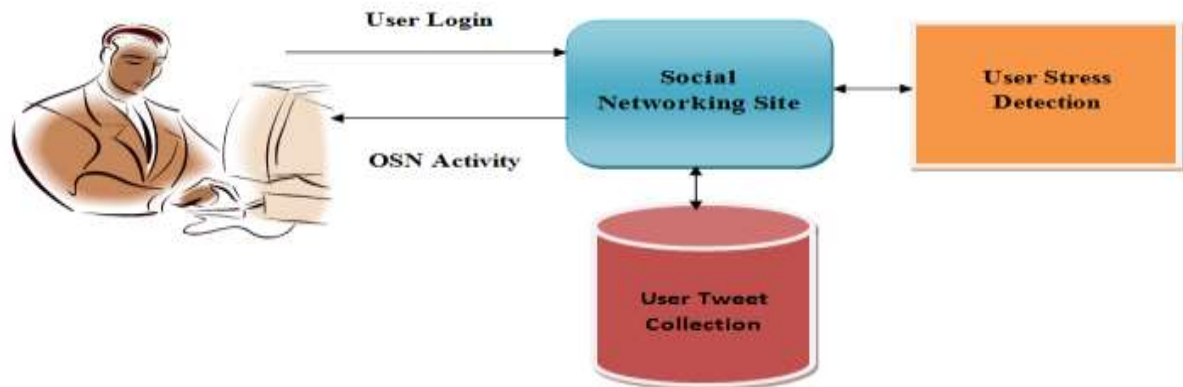 User Login
OSN Activity
Social
Networking Site
User Stress
Detection
User Tweet
Collection